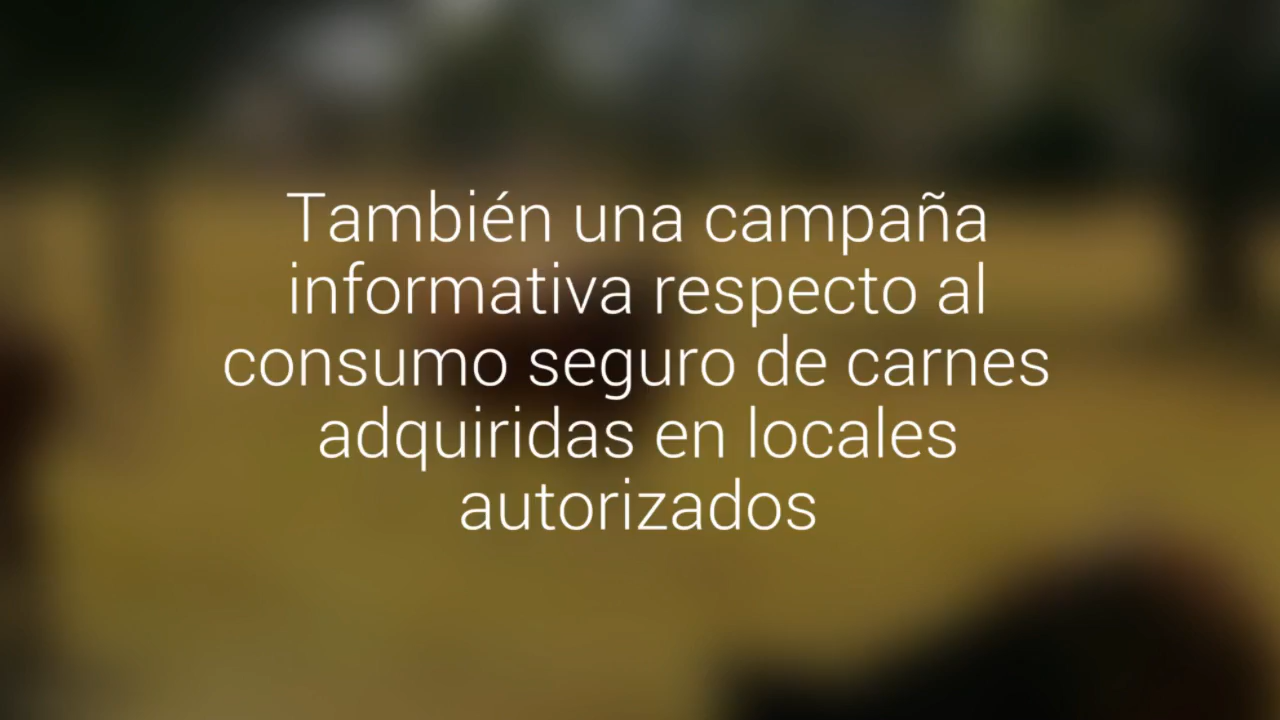 También una campaña
informativa respecto al
consumo seguro de carnes
adquiridas en locales
autorizados